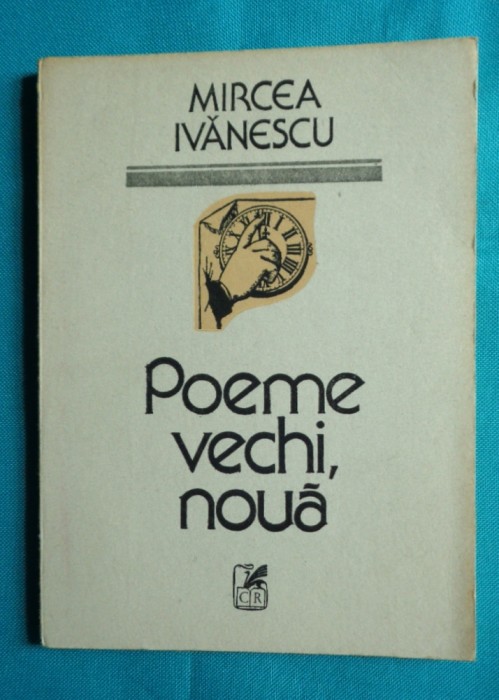 MIRCEA
IVĂNESCU
Poeme
vechi,
nouă
CR